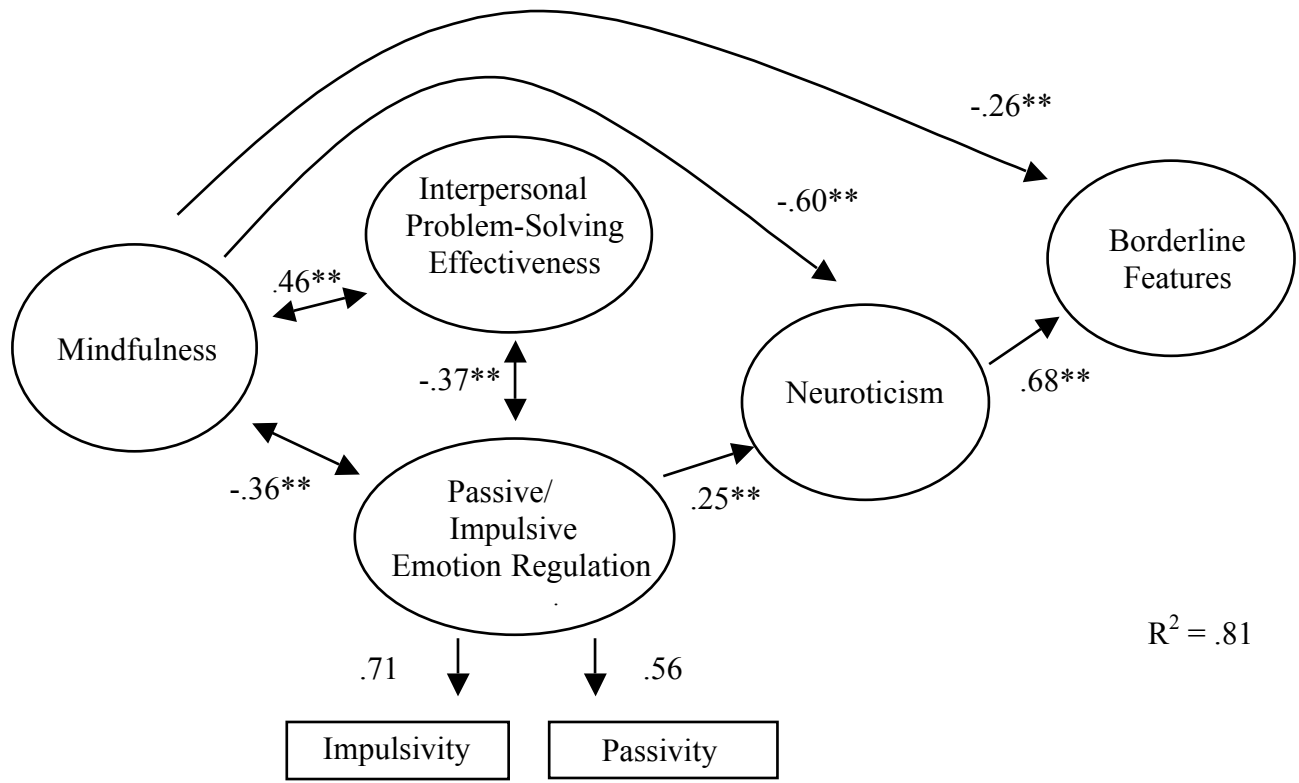 -.26**
Interpersonal
Problem-Solving
Effectiveness
-.60**
Borderline
Features
.46**
Mindfulness
-.37**
Neuroticism
.68**
-.36**
Passive/
Impulsive
Emotion Regulation
.25**
R² = .81
.71
.56
Impulsivity
Passivity